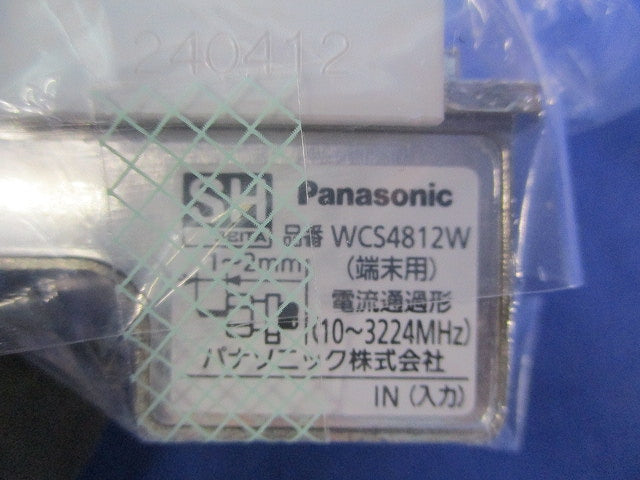 240412
SH Panasonic
JEITA 品番 WCS4812W
1~2mm (端末用)
電流通過形
(10~3224MHz)
パナソニック株式会社
IN (入力)